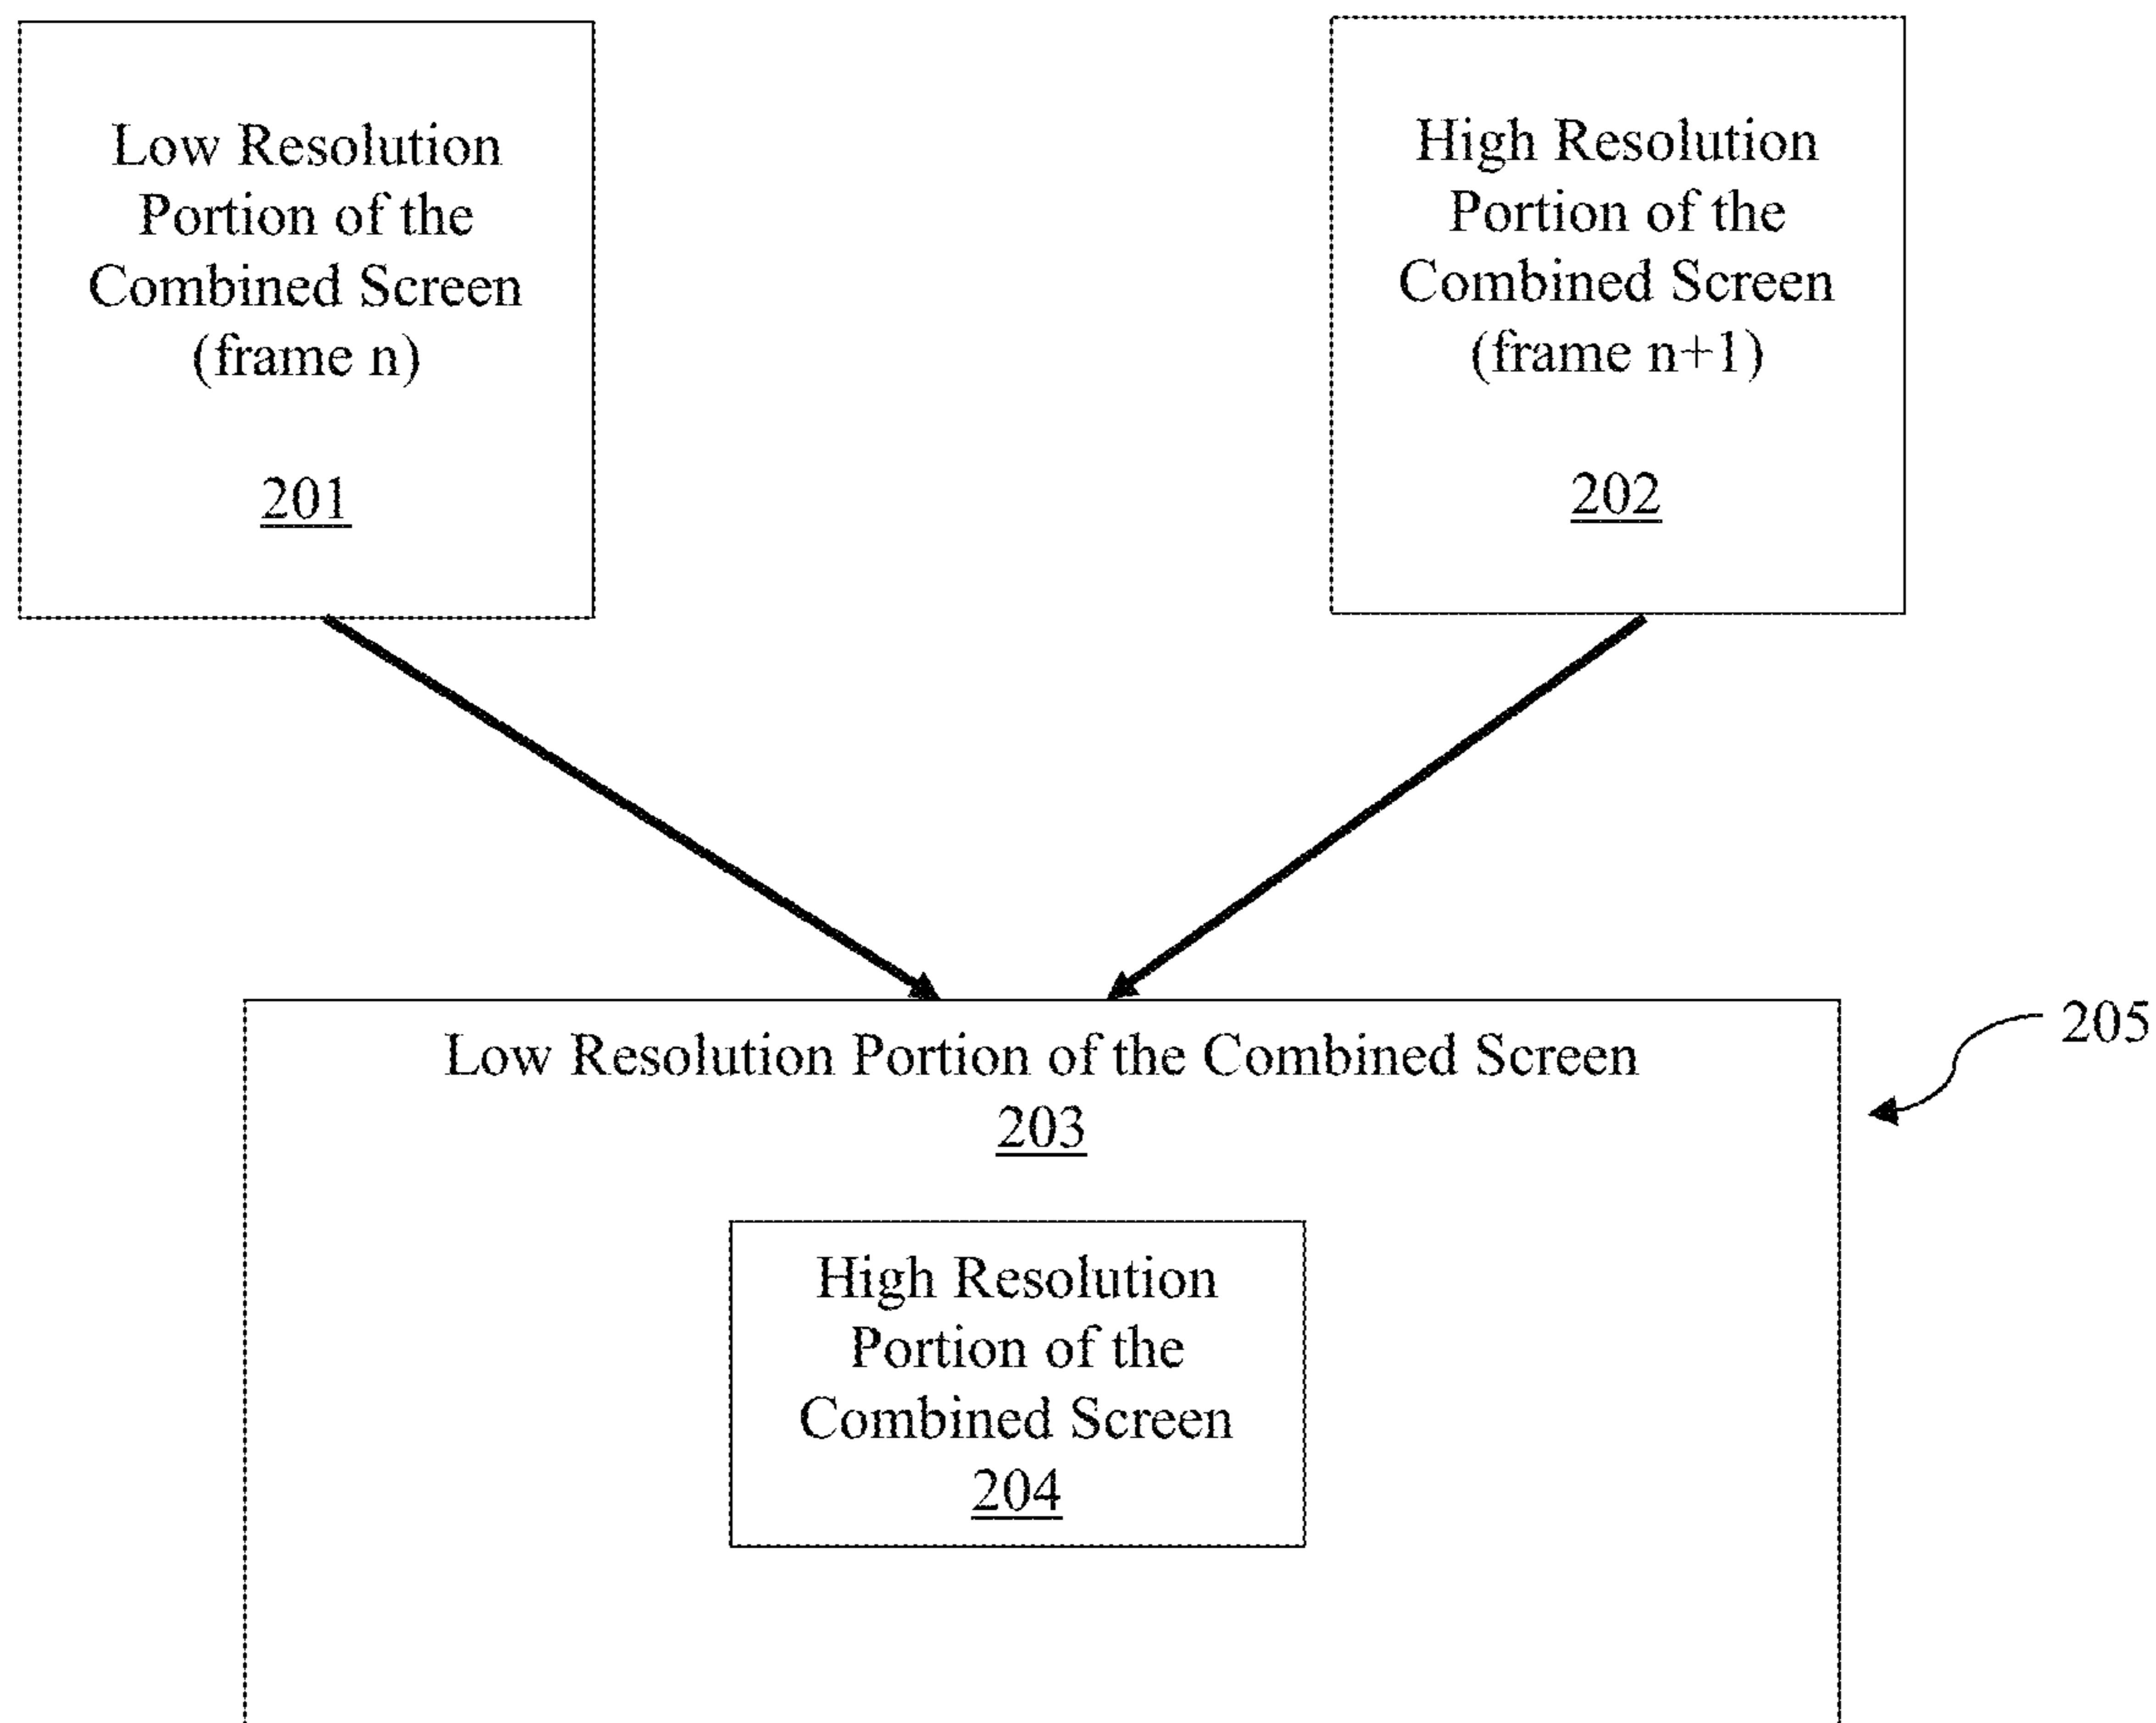 Low Resolution
Portion of the
Combined Screen
(frame n)
201
High Resolution
Portion of the
Combined Screen
(frame n+1)
202
Low Resolution Portion of the Combined Screen
203
205
High Resolution
Portion of the
Combined Screen
204